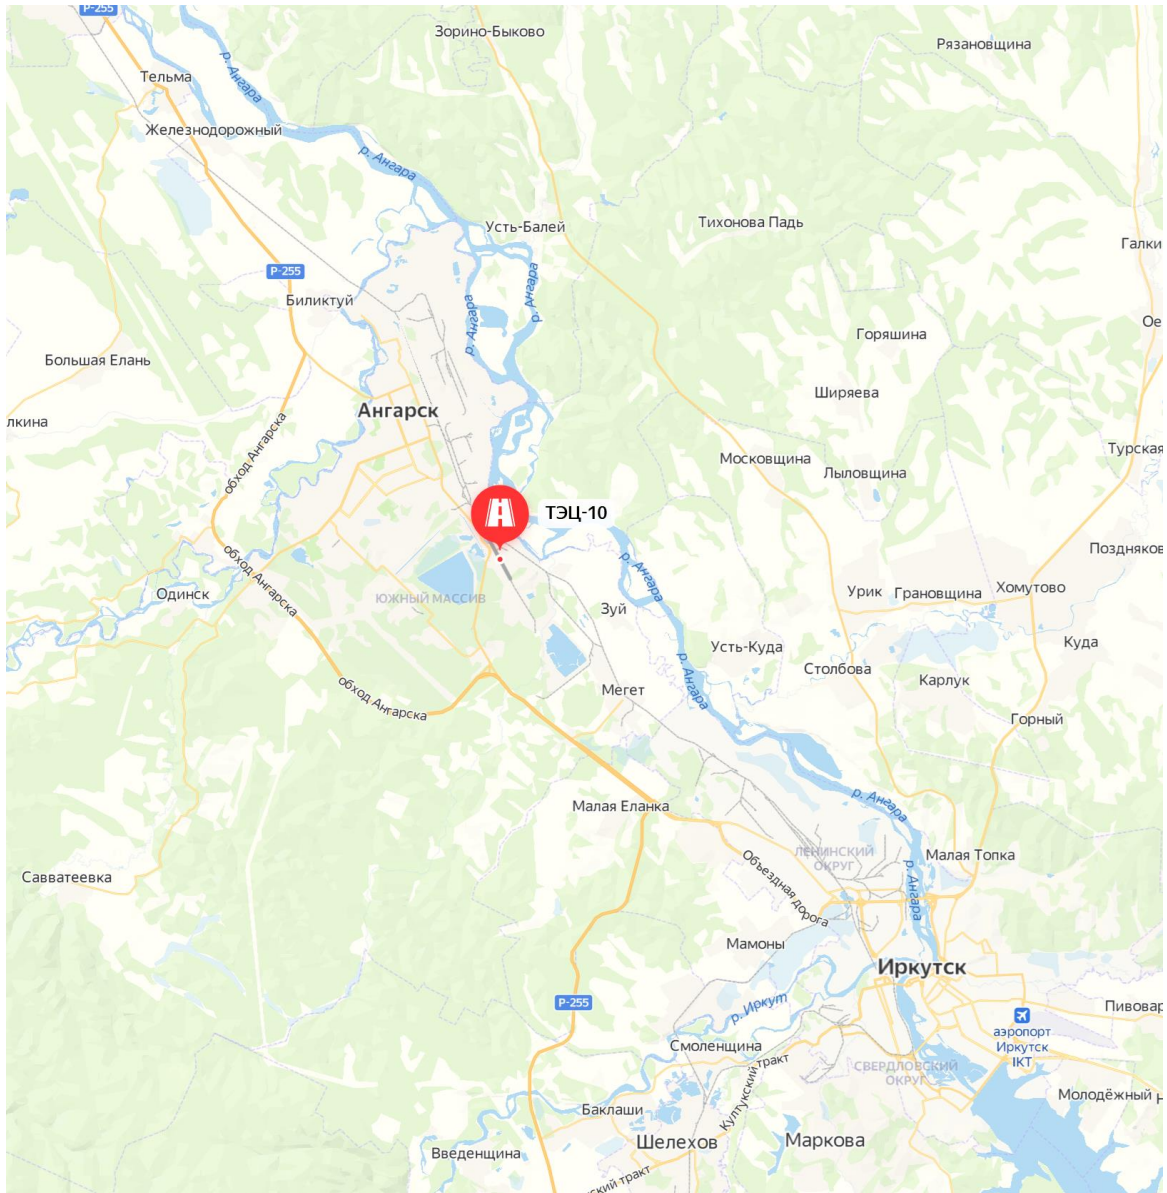 Р-255
Зорино-Быково
Рязановщина
Тельма
р. Ангара
Железнодорожный
р. Ангара
Усть-Балей
Тихонова Падь
Галки
Р-255
р. Ангара
Биликтуй
р. Ангара
Ое
Горяшина
Большая Елань
Ширяева
Ангарск
лкина
обход Ангарска
Московщина
Лыловщина
Турская
ТЭЦ-10
Поздняков
обход Ангарска
р. Ангара
Одинск
ЮЖНЫЙ МАССИВ
Зуй
Урик
Грановщина
Хомутово
Усть-Куда
Куда
Столбова
р. Ангара
Карлук
обход Ангарска
Мегет
Горный
Малая Еланка
р. Ангара
ЛЕНИНСКИЙ
ОКРУГ
Малая Топка
Савватеевка
Объездная дорога
р. Ангара
Мамоны
Иркутск
Р-255
р. Иркут
Пивовар
аэропорт
Иркутск
IKT
Смоленщина
СВЕРДЛОВСКИЙ
ОКРУГ
Култукский тракт
Молодёжный
Баклаши
Шелехов
Маркова
Введенщина
ский тракт